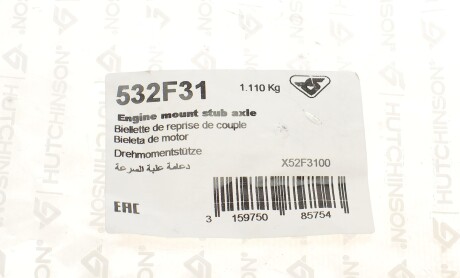 HUTCHINSON®
532F31
1.110 Kg
Engine mount stub axle
Biellette de reprise de couple
Bieleta de motor
Drehmomentstütze
X52F3100
دعامة علبة السرعة
EAC
3 159750 85754
HUTCHINSON®